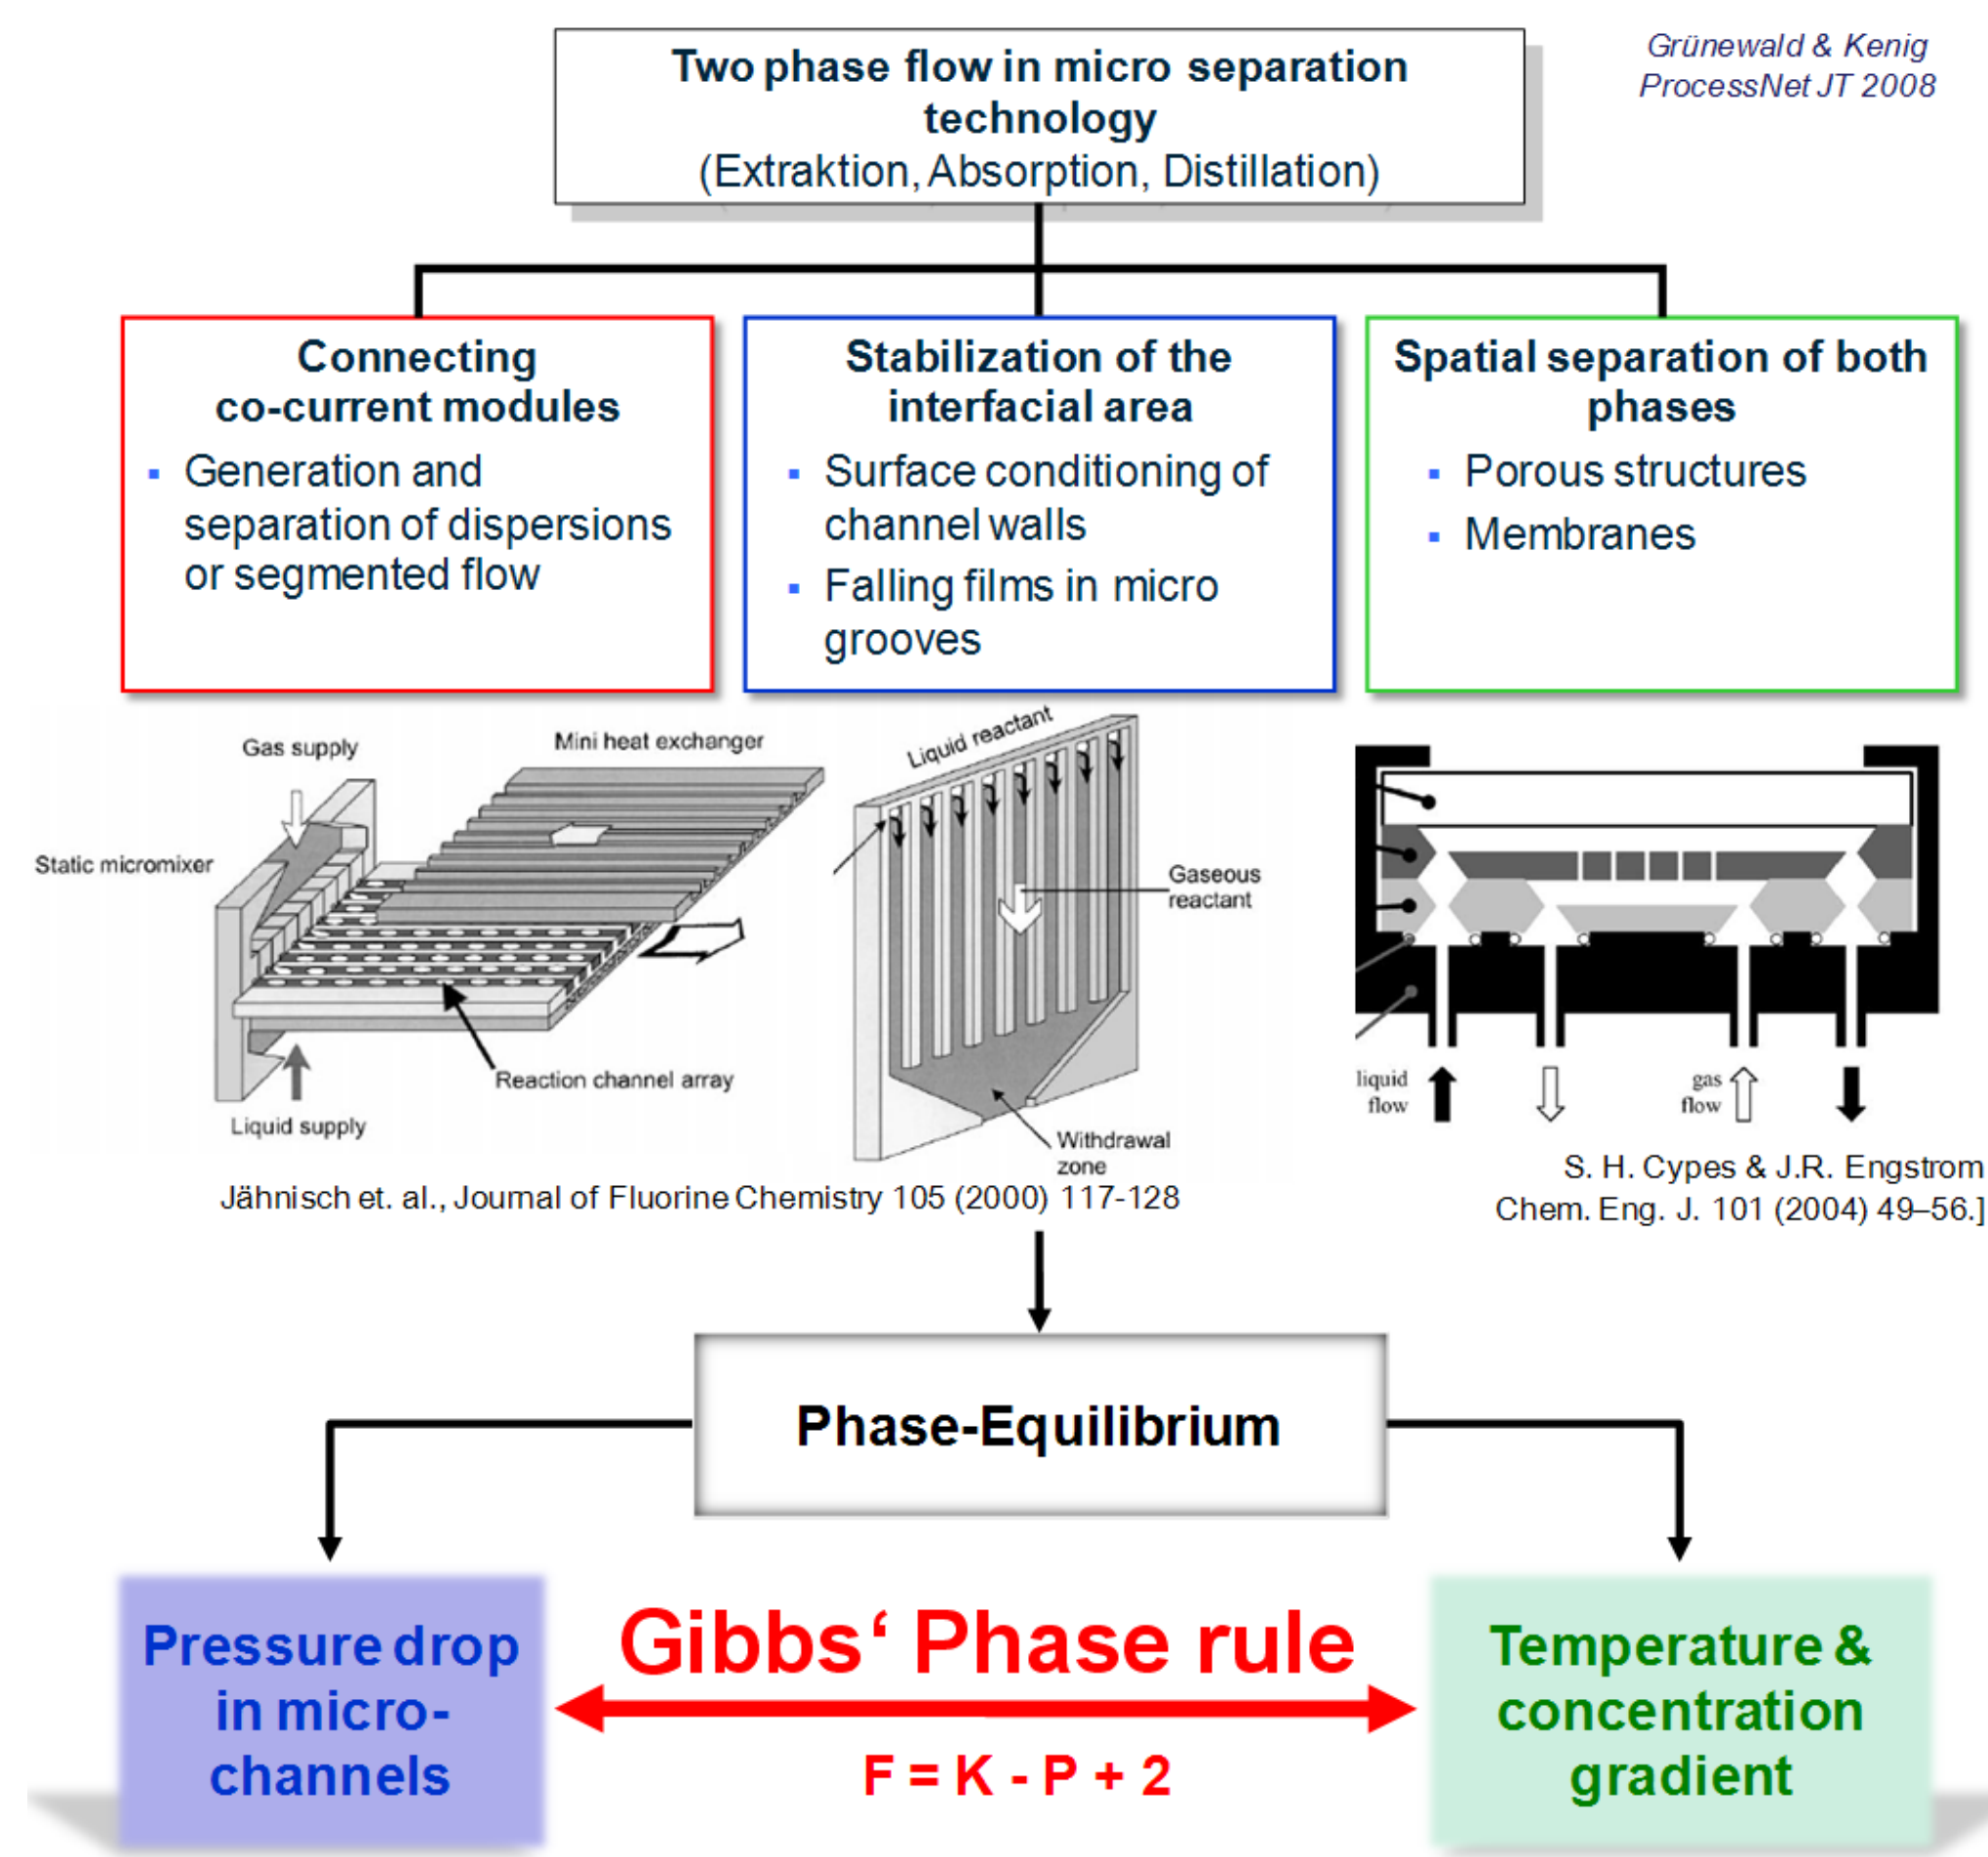 Two phase flow in micro separation
technology
(Extraktion, Absorption, Distillation)
Grünewald & Kenig
ProcessNet JT 2008
Connecting
co-current modules
▪ Generation and
separation of dispersions
or segmented flow
Stabilization of the
interfacial area
▪ Surface conditioning of
channel walls
▪ Falling films in micro
grooves
Spatial separation of both
phases
▪ Porous structures
▪ Membranes
Gas supply
Mini heat exchanger
Static micromixer
Reaction channel array
Liquid supply
Liquid reactant
Gaseous
reactant
Withdrawal
zone
liquid
flow
gas
flow
Jähnisch et. al., Journal of Fluorine Chemistry 105 (2000) 117-128
S. H. Cypes & J.R. Engstrom
Chem. Eng. J. 101 (2004) 49–56.]
Phase-Equilibrium
Pressure drop
in micro-
channels
Gibbs‘ Phase rule
F = K - P + 2
Temperature &
concentration
gradient